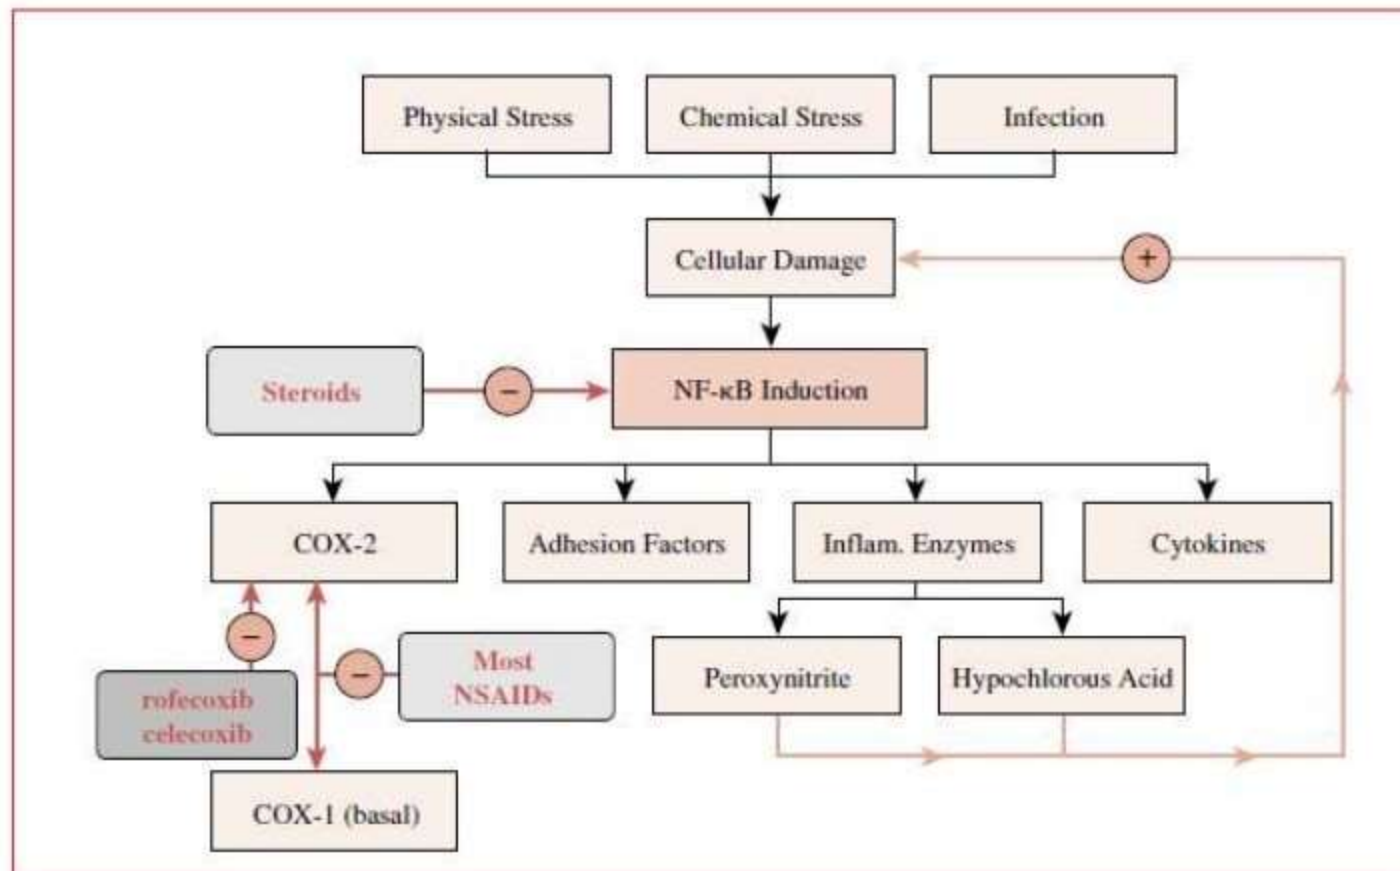 Physical Stress
Chemical Stress
Infection
Cellular Damage
+
Steroids
−
NF-κB Induction
COX-2
Adhesion Factors
Inflam. Enzymes
Cytokines
−
rofecoxib
celecoxib
−
Most
NSAIDs
Peroxynitrite
Hypochlorous Acid
COX-1 (basal)